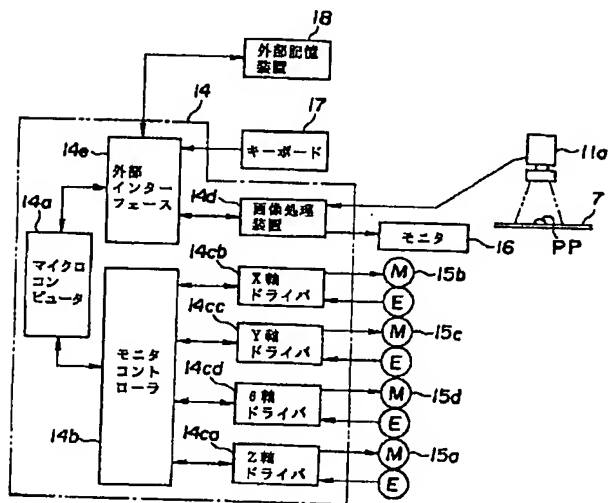 18
外部記憶
装置
14
17
14e
外部
インター
フェース
キーボード
11a
14a
14d
画像処理
装置
7
PP
マイクロ
コン
ピュータ
モニタ
16
14cb
X軸
ドライバ
M
15b
E
14cc
Y軸
ドライバ
M
15c
E
モニタ
コント
ローラ
14cd
θ軸
ドライバ
M
15d
E
14b
14ca
Z軸
ドライバ
M
15a
E